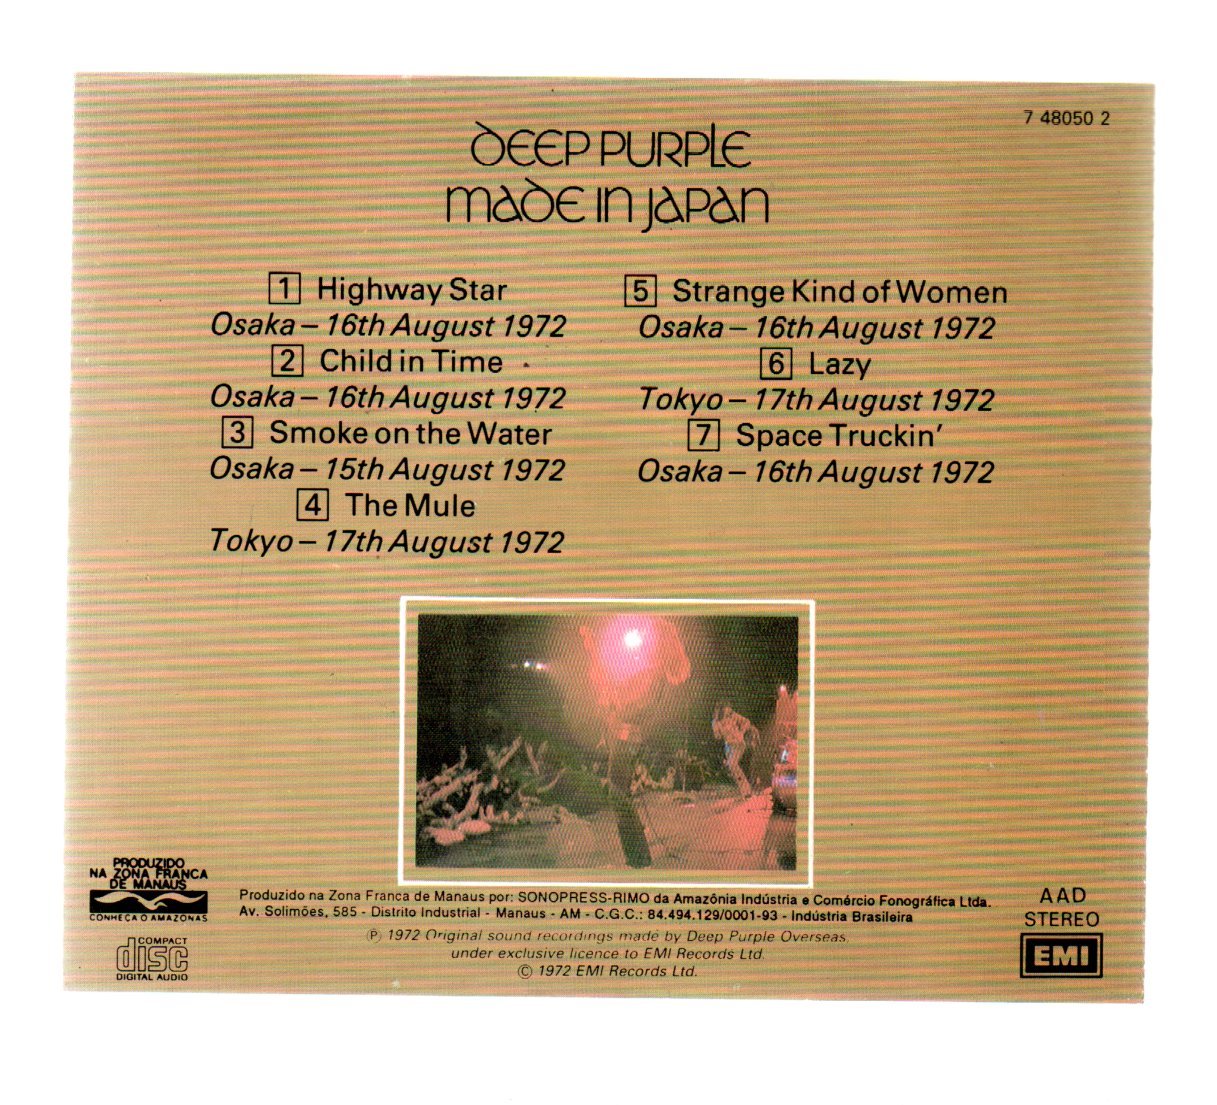 7 48050 2
DEEP PURPLE
MADE IN JAPAN
1 Highway Star
Osaka – 16th August 1972
2 Child in Time
Osaka – 16th August 1972
3 Smoke on the Water
Osaka – 15th August 1972
4 The Mule
Tokyo – 17th August 1972
5 Strange Kind of Women
Osaka – 16th August 1972
6 Lazy
Tokyo – 17th August 1972
7 Space Truckin'
Osaka – 16th August 1972
PRODUZIDO
NA ZONA FRANCA
DE MANAUS
CONHEÇA O AMAZONAS
COMPACT
disc
DIGITAL AUDIO
Produzido na Zona Franca de Manaus por: SONOPRESS-RIMO da Amazônia Indústria e Comércio Fonográfica Ltda.
Av. Solimões, 585 - Distrito Industrial - Manaus - AM - C.G.C.: 84.494.129/0001-93 - Indústria Brasileira
℗ 1972 Original sound recordings made by Deep Purple Overseas,
under exclusive licence to EMI Records Ltd.
© 1972 EMI Records Ltd.
AAD
STEREO
EMI